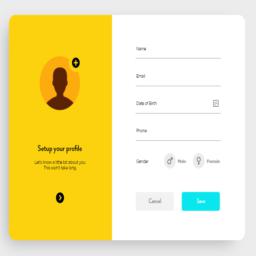 Name
Email
Date of Birth
Phone
Gender Male Female
Cancel Save
Setup your profile
Let's know a little bit about you.
This won't take long.